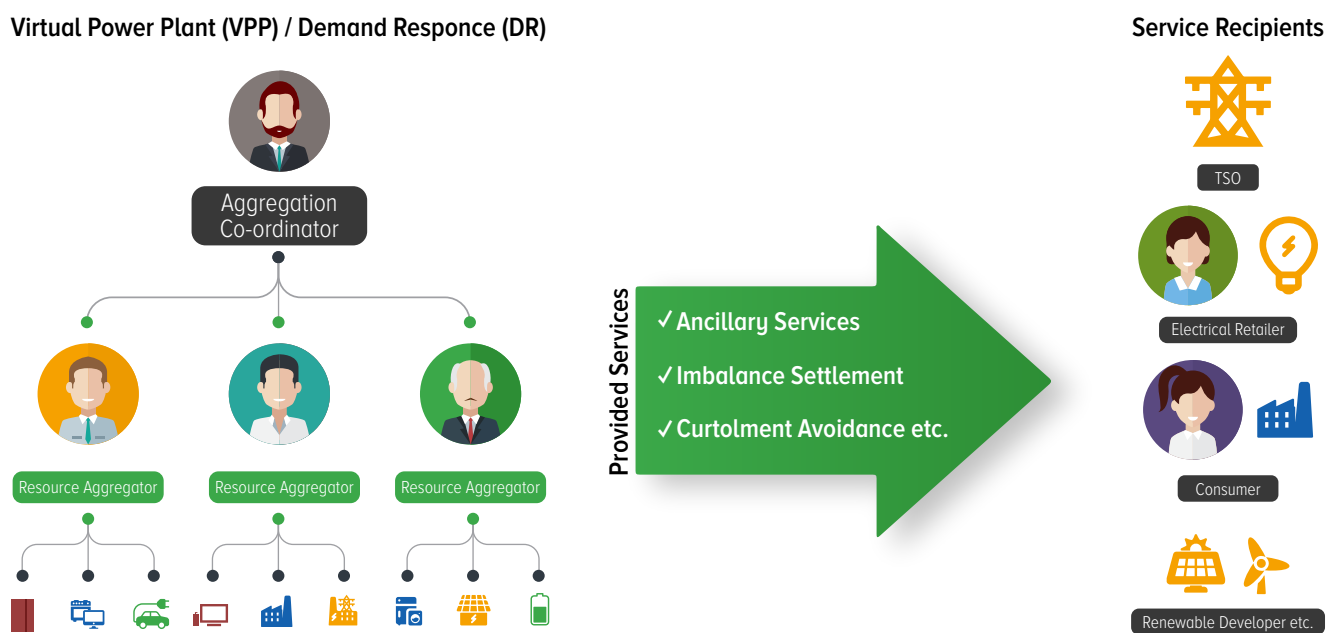 Virtual Power Plant (VPP) / Demand Responce (DR)
Aggregation
Co-ordinator
Resource Aggregator
Resource Aggregator
Resource Aggregator
Provided Services
✓ Ancillary Services
✓ Imbalance Settlement
✓ Curtolment Avoidance etc.
Service Recipients
TSO
Electrical Retailer
Consumer
Renewable Developer etc.